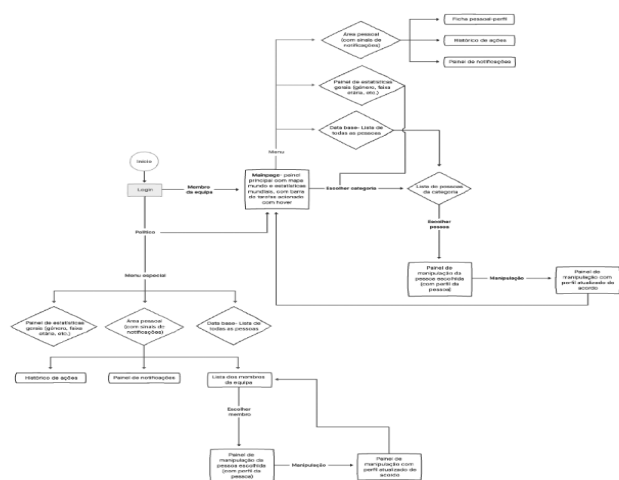 Início
Login
Membro
da equipa
Político
Menu especial
Menu
Mainpage- painel
principal com mapa
mundo e estatísticas
mundiais, com barra
de tarefas acionado
com hover
Área pessoal
(com sinais de
notificações)
Ficha pessoal-perfil
Histórico de ações
Painel de notificações
Painel de estatísticas
gerais (género, faixa
etária, etc.)
Data base- Lista de
todas as pessoas
Escolher categoria
Lista de pessoas
da categoria
Escolher
pessoa
Painel de
manipulação da
pessoa escolhida
(com perfil da
pessoa)
Manipulação
Painel de
manipulação com
perfil atualizado de
acordo
Painel de estatísticas
gerais (género, faixa
etária, etc.)
Área pessoal
(com sinais de
notificações)
Data base- Lista de
todas as pessoas
Histórico de ações
Painel de notificações
Lista dos membros
da equipa
Escolher
membro
Painel de
manipulação da
pessoa escolhida
(com perfil da
pessoa)
Manipulação
Painel de
manipulação com
perfil atualizado de
acordo